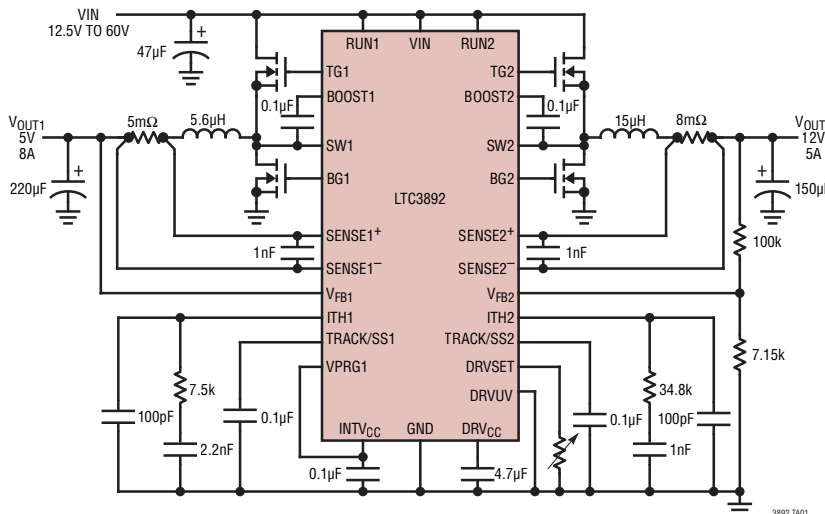 VIN
12.5V TO 60V
47µF
+
RUN1
VIN
RUN2
TG1
TG2
BOOST1
BOOST2
0.1µF
0.1µF
VOUT1
5V
8A
5mΩ
5.6µH
15µH
8mΩ
VOUT
12V
5A
SW1
SW2
220µF
+
BG1
BG2
+
150µF
LTC3892
SENSE1+
SENSE2+
1nF
1nF
100k
SENSE1–
SENSE2–
VFB1
VFB2
ITH1
ITH2
TRACK/SS1
TRACK/SS2
VPRG1
DRVSET
7.15k
7.5k
34.8k
DRVUV
100pF
0.1µF
0.1µF
100pF
INTVCC
GND
DRVCC
2.2nF
1nF
0.1µF
4.7µF
3892 TA01